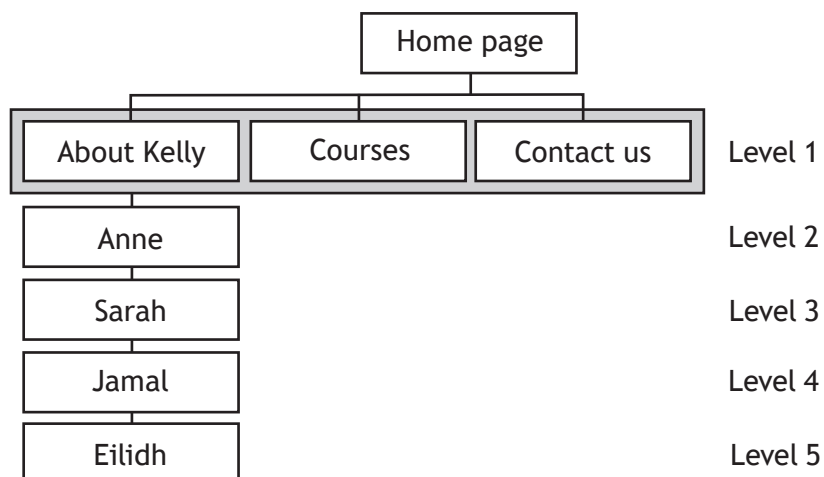 Home page
About Kelly Courses Contact us Level 1
Anne Level 2
Sarah Level 3
Jamal Level 4
Eilidh Level 5